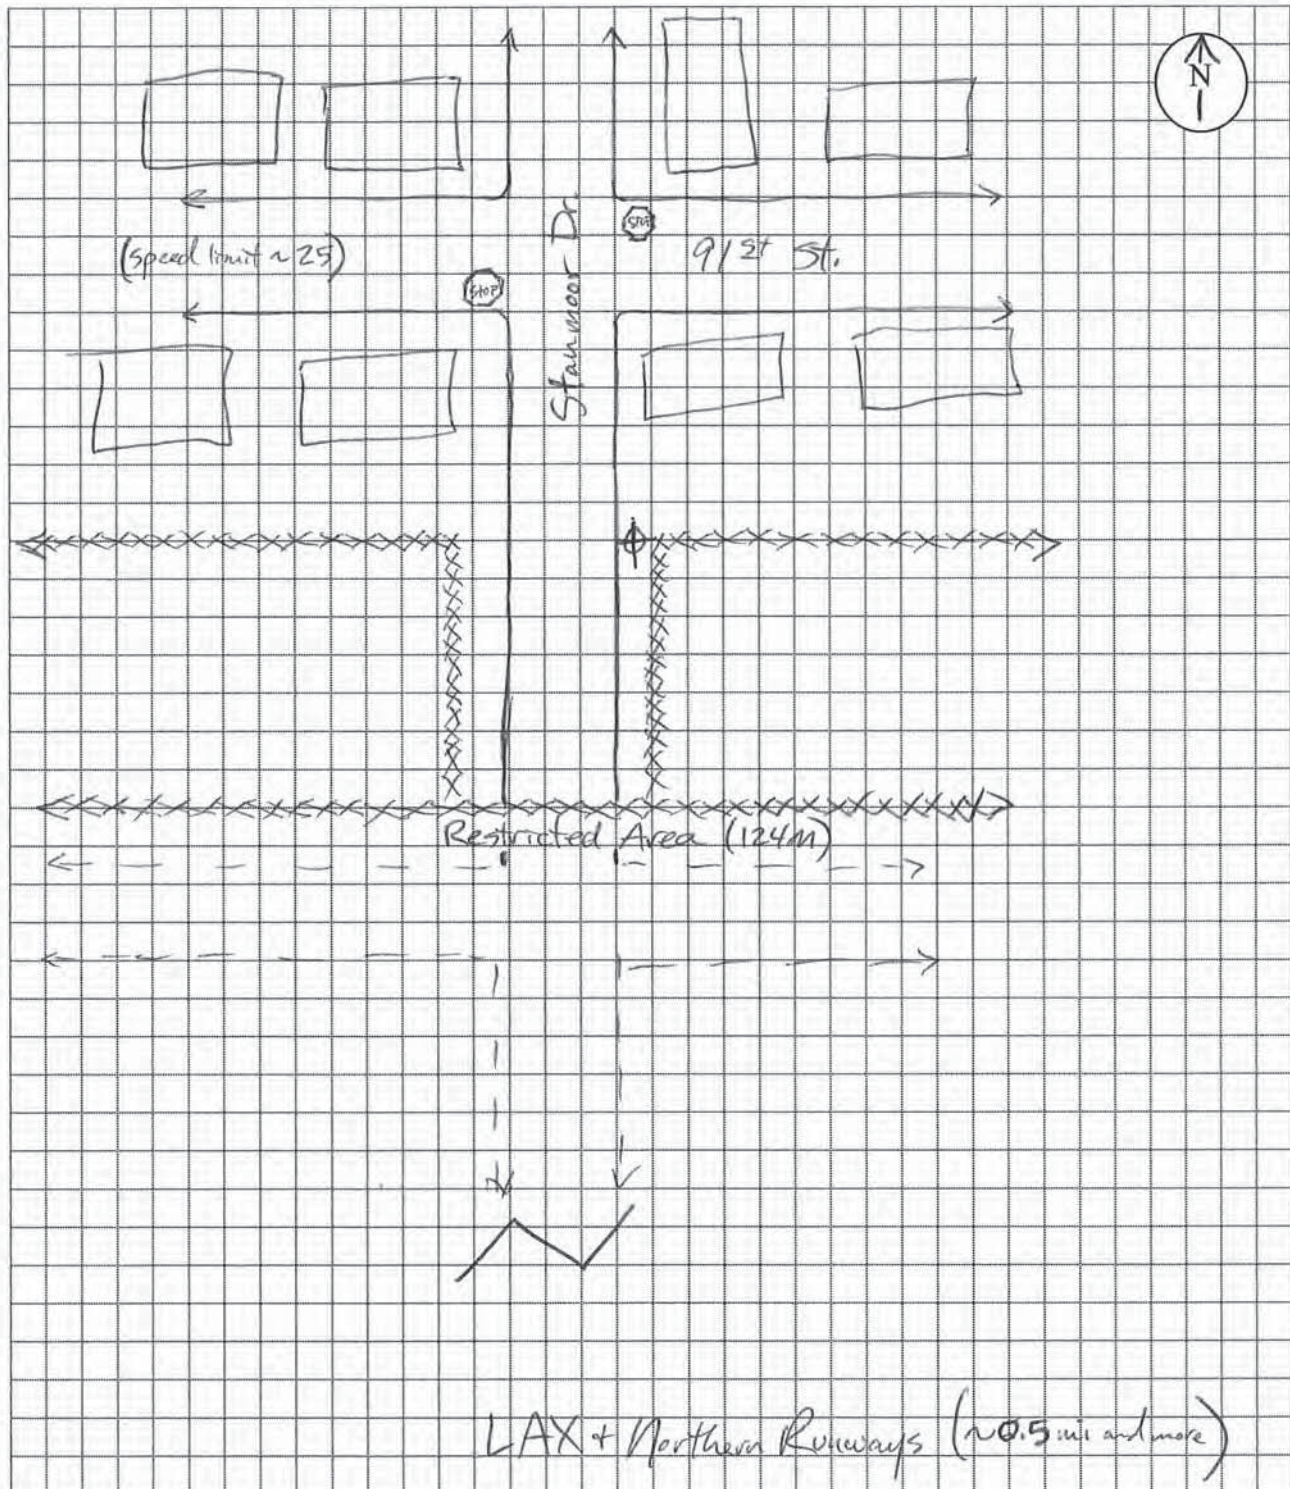 N
STOP
Stanmoor Dr.
(speed limit ~ 25)
91st St.
STOP
Restricted Area (124M)
LAX + Northern Runways (~0.5 mi and more)